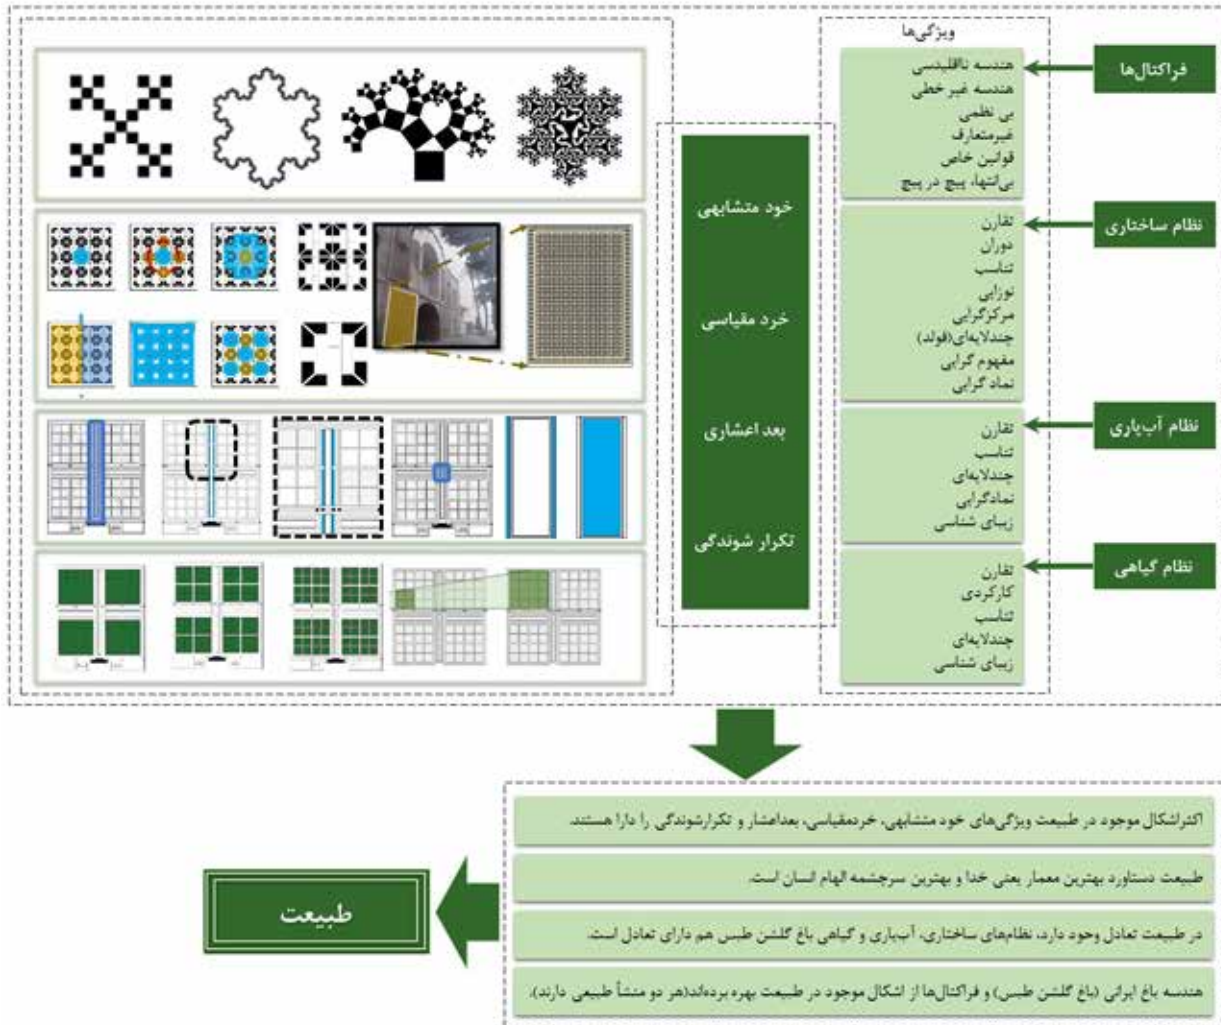 ویژگی‌ها
فراکتال‌ها
هندسه نااقلیدسی
هندسه غیر خطی
بی نظمی
غیرمتعارف
قوانین خاص
بی‌انتها، پیچ در پیچ
نظام ساختاری
تقارن
دوران
تناسب
نورایی
مرکزگرایی
چندلایه‌ای(فولد)
مفهوم گرایی
نماد گرایی
نظام آب‌یاری
تقارن
تناسب
چندلایه‌ای
نمادگرایی
زیبای شناسی
نظام گیاهی
تقارن
کارکردی
تناسب
چندلایه‌ای
زیبای شناسی
خود متشابهی
خرد مقیاسی
بعد اعشاری
تکرار شوندگی
اکثراشکال موجود در طبیعت ویژگی‌های خود متشابهی، خردمقیاسی، بعداعشار و تکرارشوندگی را دارا هستند.
طبیعت دستاورد بهترین معمار یعنی خدا و بهترین سرچشمه الهام انسان است.
در طبیعت تعادل وجود دارد، نظام‌های ساختاری، آب‌یاری و گیاهی باغ گلشن طبس هم دارای تعادل است.
هندسه باغ ایرانی (باغ گلشن طبس) و فراکتال‌ها از اشکال موجود در طبیعت بهره برده‌اند(هر دو منشأ طبیعی دارند).
طبیعت